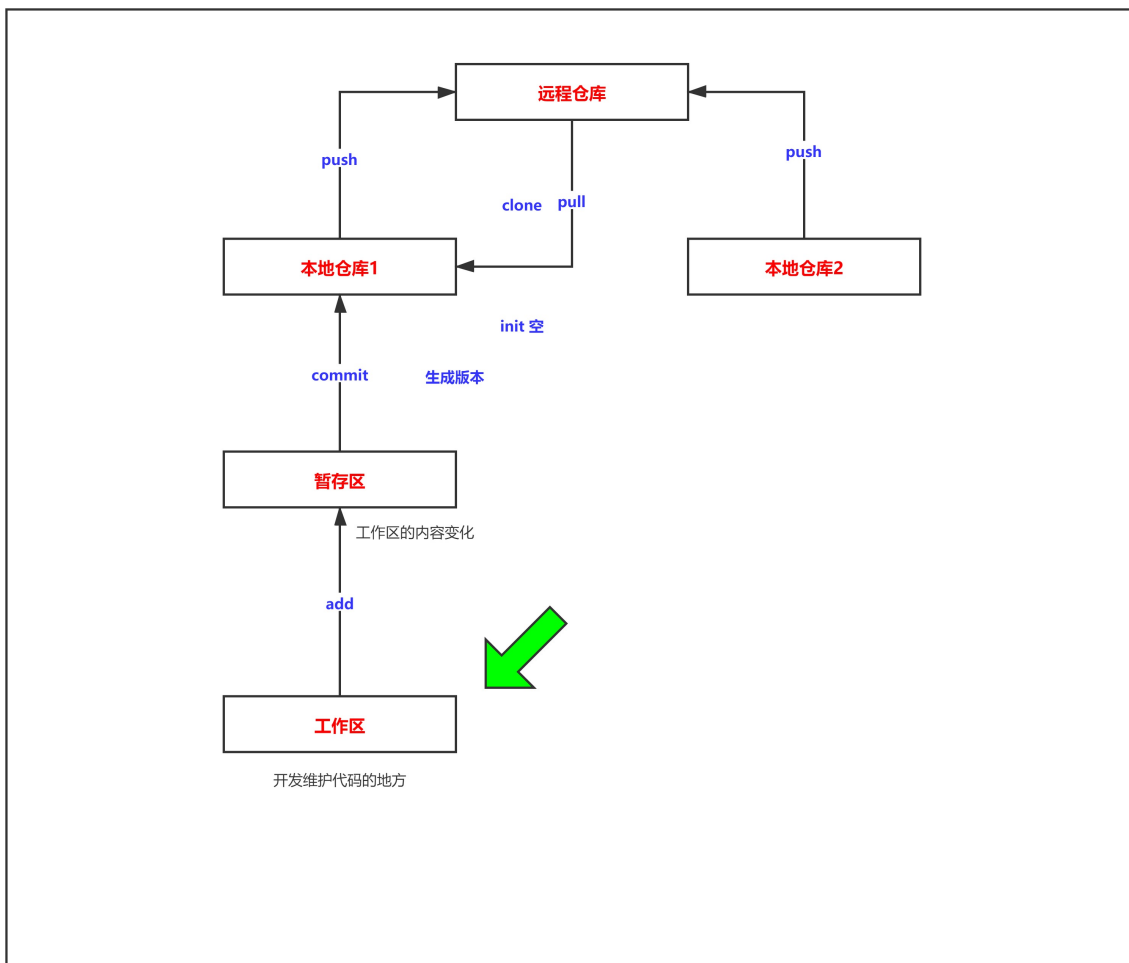 远程仓库
push
push
clone
pull
本地仓库1
本地仓库2
init 空
commit
生成版本
暂存区
工作区的内容变化
add
工作区
开发维护代码的地方